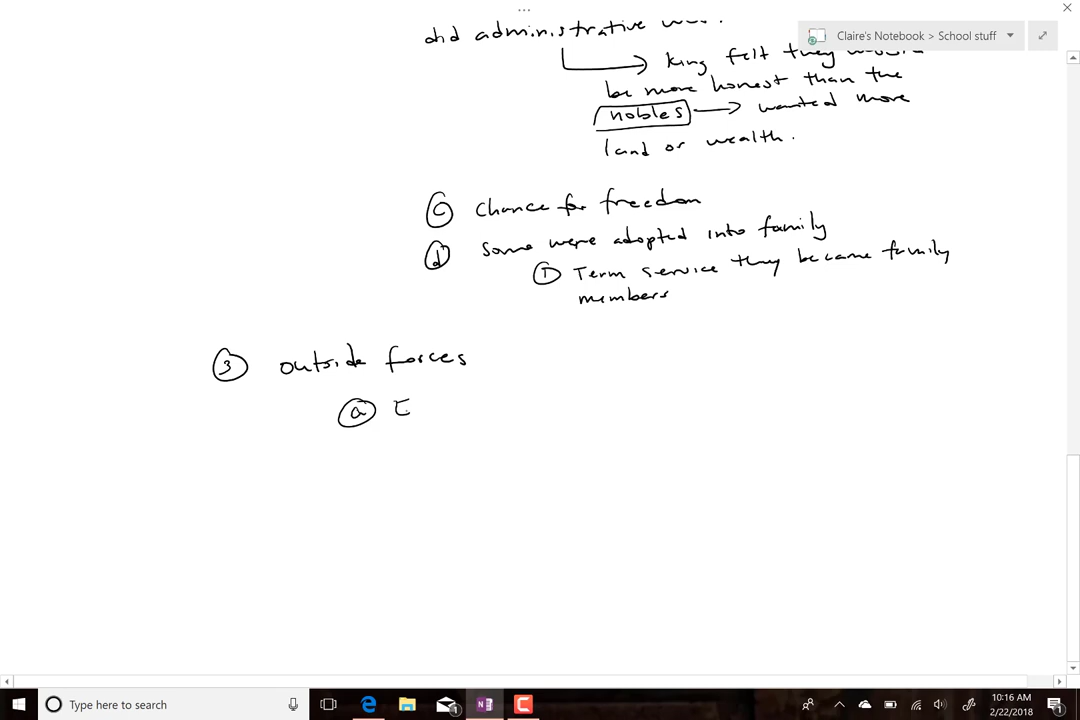 did administrative
Claire's Notebook > School stuff
king felt they would
be more honest than the
nobles → wanted more
land or wealth.
c chance for freedom
d some were adopted into family
① Term service they became family
members
③ outside forces
a E
Type here to search
10:16 AM
2/22/2018